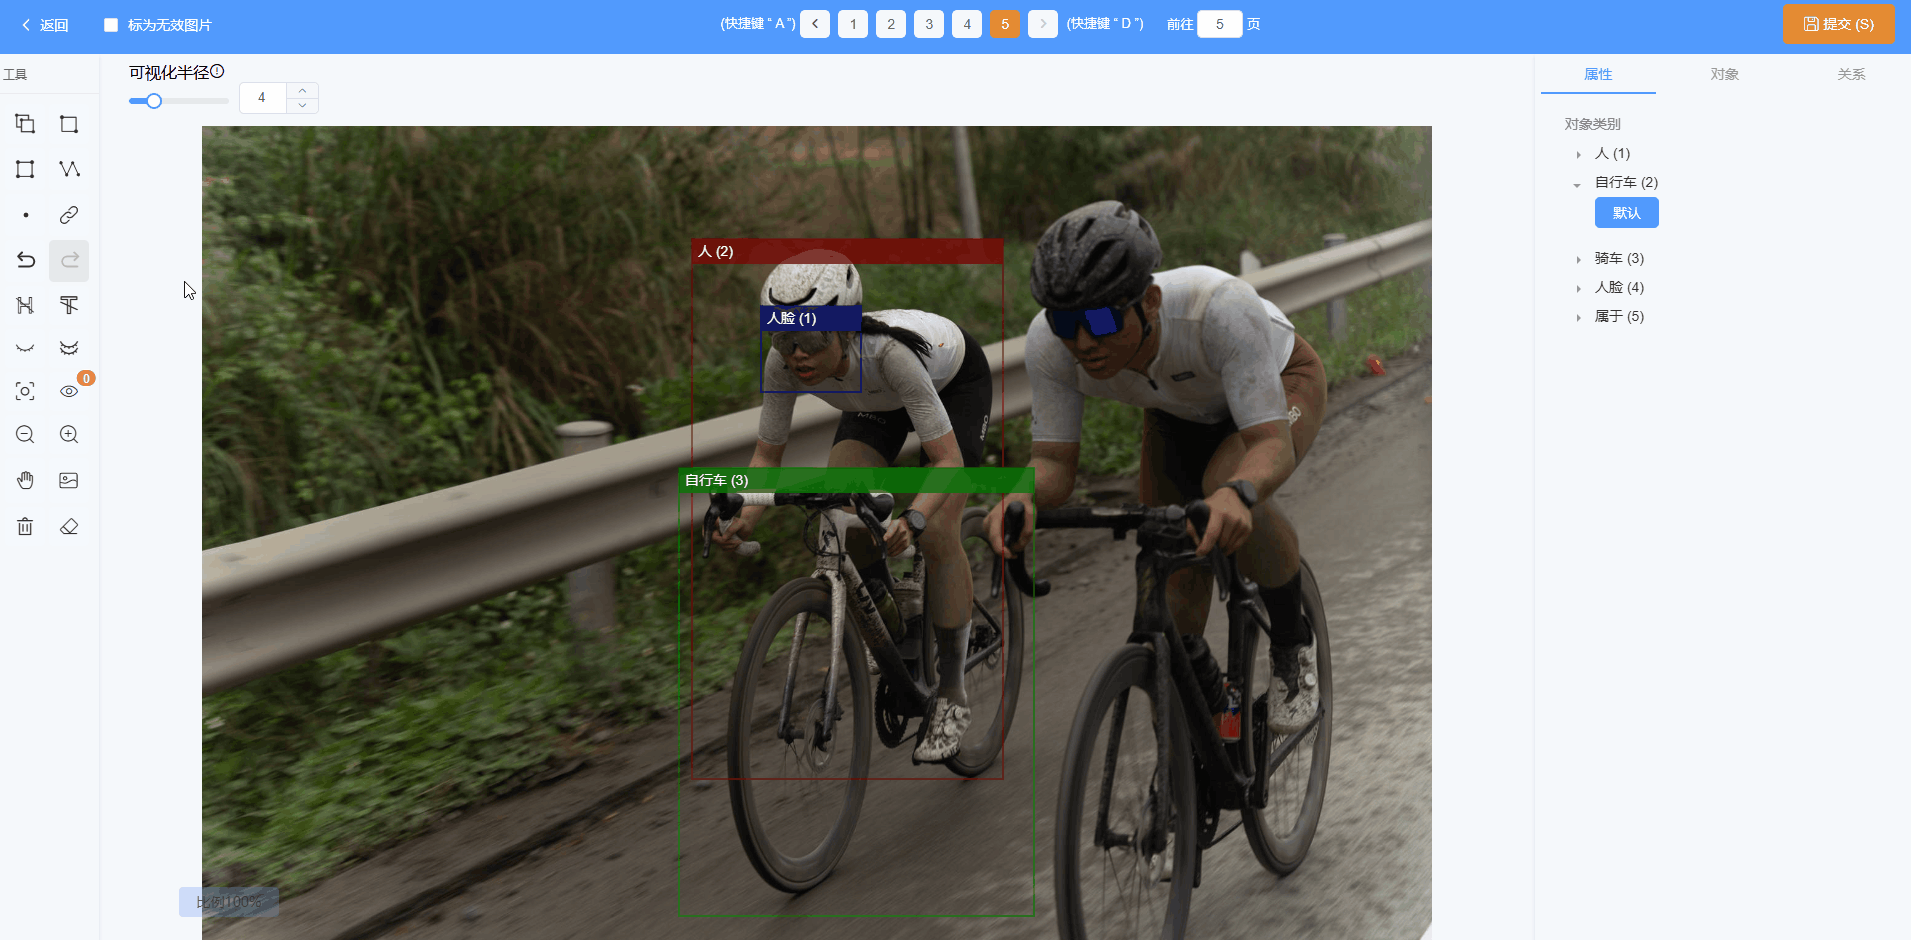 返回
标为无效图片
(快捷键 “ A ”)
1
2
3
4
5
(快捷键 “ D ”)
前往 5 页
提交 (S)
工具
可视化半径
4
属性
对象
关系
对象类别
人 (1)
自行车 (2)
默认
骑车 (3)
人脸 (4)
属于 (5)
0
人 (2)
人脸 (1)
自行车 (3)
MBO
比例100%